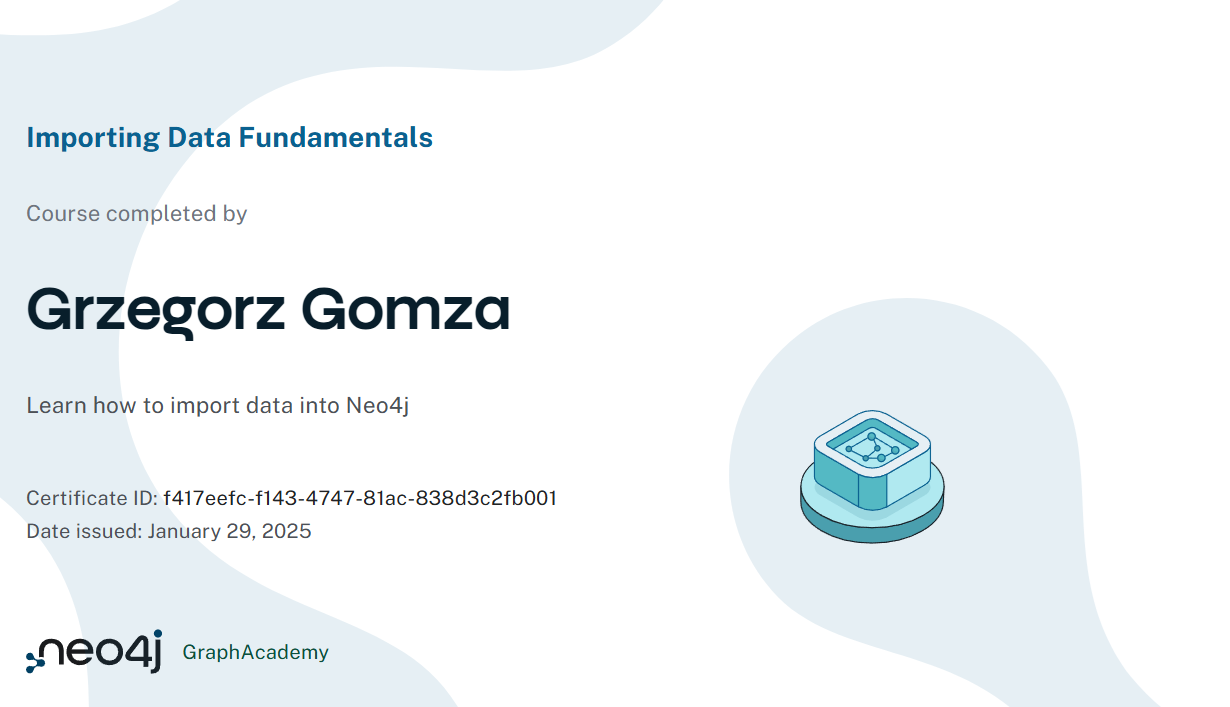 Importing Data Fundamentals
Course completed by
Grzegorz Gomza
Learn how to import data into Neo4j
Certificate ID: f417eefc-f143-4747-81ac-838d3c2fb001
Date issued: January 29, 2025
neo4j GraphAcademy